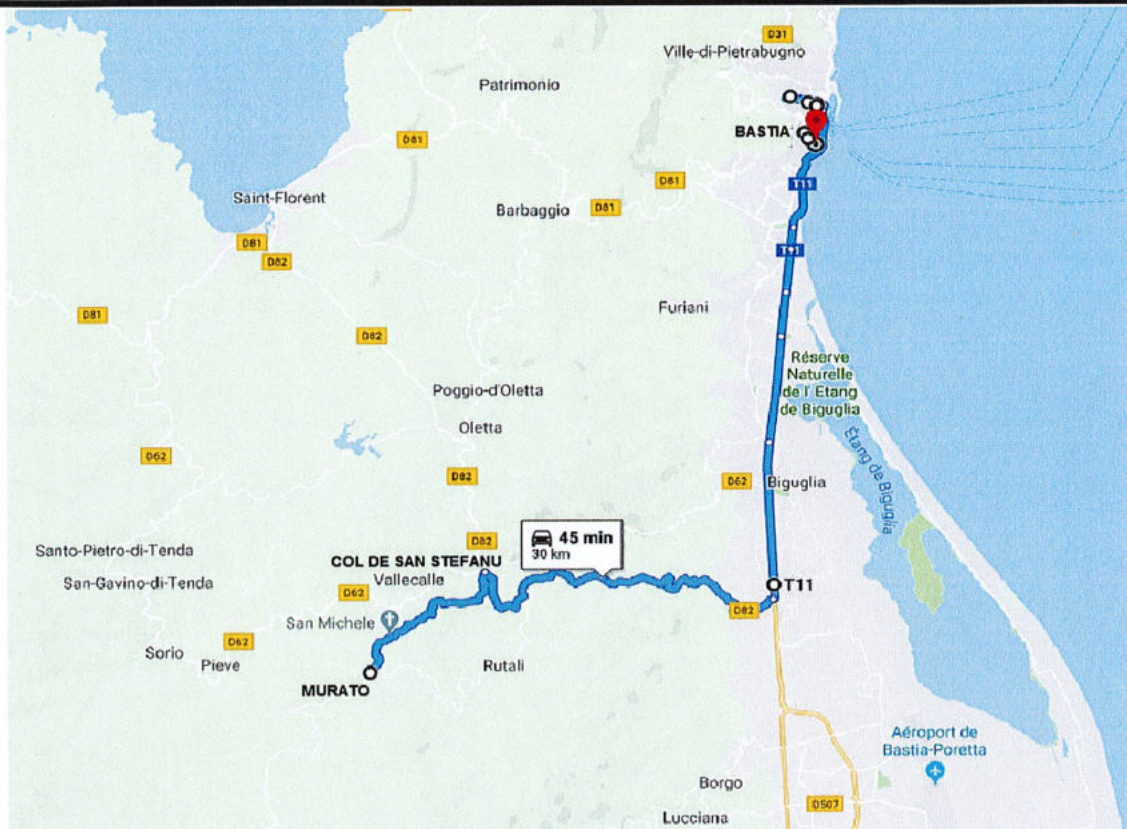 D31
Ville-di-Pietrabugno
Patrimonio
BASTIA
D81
D81
T11
Saint-Florent
Barbaggio
D81
D81
D82
T11
Furiani
D81
D82
Réserve
Naturelle
de l' Etang
de Biguglia
Poggio-d'Oletta
Oletta
Étang de Biguglia
D62
D82
D62
Biguglia
45 min
30 km
D82
Santo-Pietro-di-Tenda
COL DE SAN STEFANU
Vallecalle
San-Gavino-di-Tenda
T11
D62
D82
San Michele
D62
Sorio
Pieve
Rutali
MURATO
Aéroport de
Bastia-Poretta
Borgo
D507
Lucciana